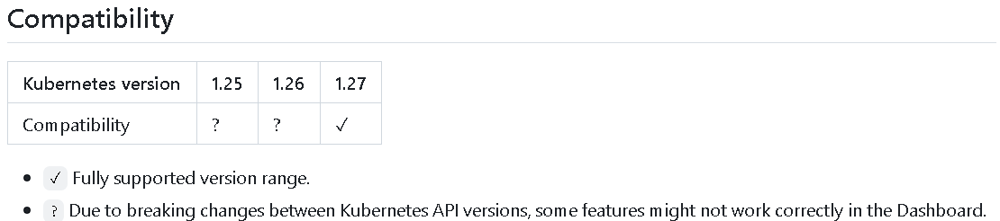 Compatibility
Kubernetes version 1.25 1.26 1.27
Compatibility ? ? ✓
• ✓ Fully supported version range.
• ? Due to breaking changes between Kubernetes API versions, some features might not work correctly in the Dashboard.